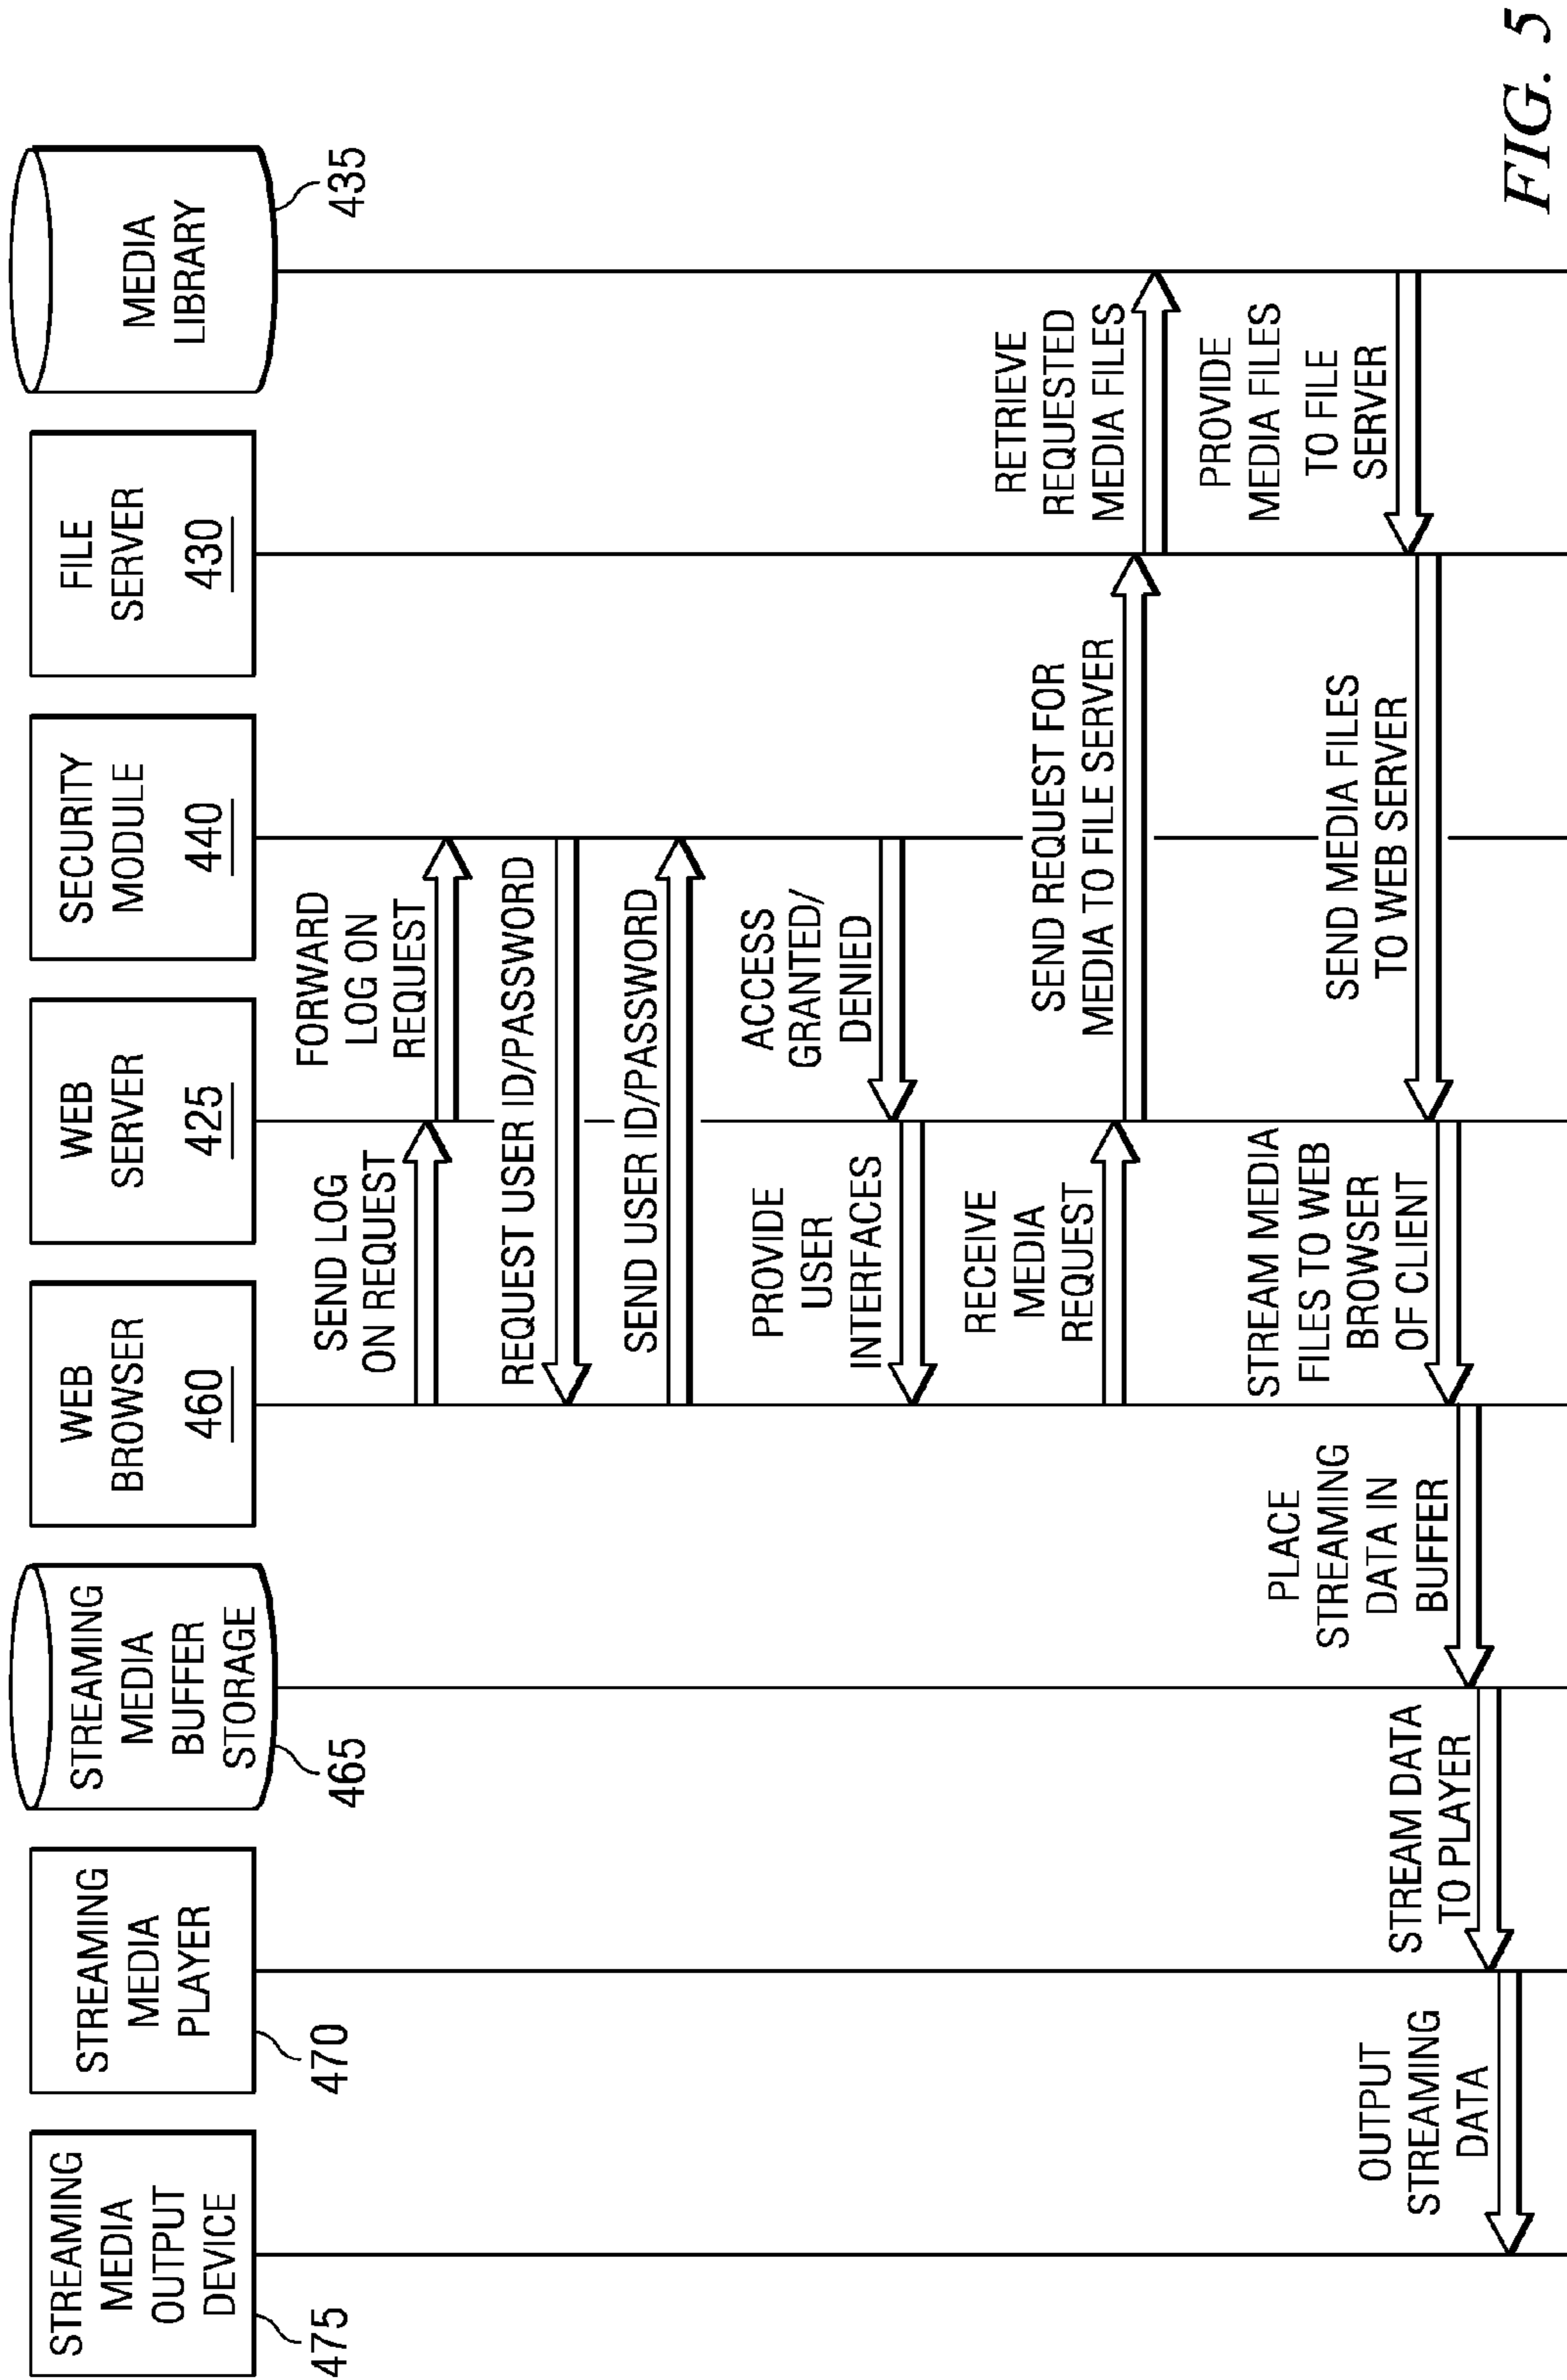 STREAMING
MEDIA
OUTPUT
DEVICE
475
STREAMING
MEDIA
PLAYER
470
STREAMING
MEDIA
BUFFER
STORAGE
465
WEB
BROWSER
460
WEB
SERVER
425
SECURITY
MODULE
440
FILE
SERVER
430
MEDIA
LIBRARY
435
SEND LOG
ON REQUEST
FORWARD
LOG ON
REQUEST
REQUEST USER ID/PASSWORD
SEND USER ID/PASSWORD
ACCESS
GRANTED/
DENIED
PROVIDE
USER
INTERFACES
RECEIVE
MEDIA
REQUEST
SEND REQUEST FOR
MEDIA TO FILE SERVER
RETRIEVE
REQUESTED
MEDIA FILES
PROVIDE
MEDIA FILES
TO FILE
SERVER
SEND MEDIA FILES
TO WEB SERVER
STREAM MEDIA
FILES TO WEB
BROWSER
OF CLIENT
PLACE
STREAMING
DATA IN
BUFFER
STREAM DATA
TO PLAYER
OUTPUT
STREAMING
DATA
FIG. 5